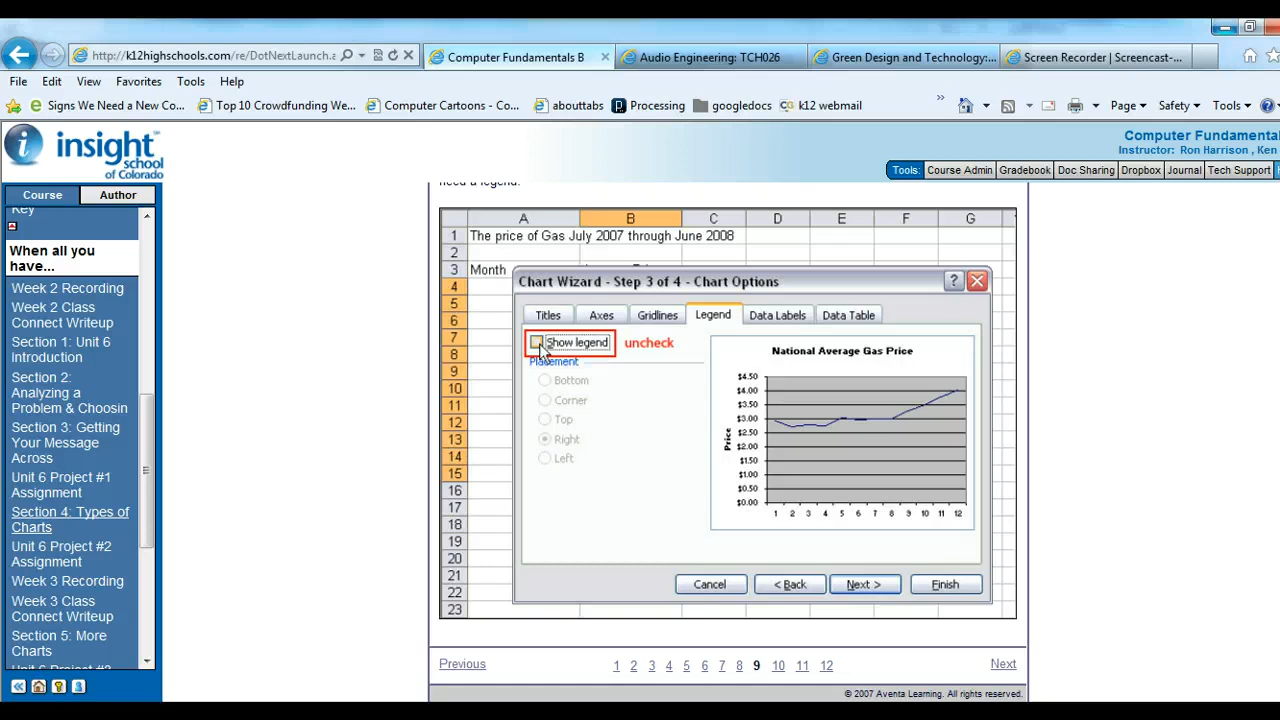 http://k12highschools.com/re/DotNextLaunch.a
Computer Fundamentals B
Audio Engineering: TCH026
Green Design and Technology:...
Screen Recorder | Screencast-...
File Edit View Favorites Tools Help
Signs We Need a New Co...
Top 10 Crowdfunding We...
Computer Cartoons - Co...
abouttabs
Processing
googledocs
k12 webmail
»
Page
Safety
Tools
insight
school
of Colorado
Computer Fundamenta
Instructor: Ron Harrison , Ken
Tools: Course Admin Gradebook Doc Sharing Dropbox Journal Tech Support
Course Author
Key
When all you
have...
Week 2 Recording
Week 2 Class
Connect Writeup
Section 1: Unit 6
Introduction
Section 2:
Analyzing a
Problem & Choosin
Section 3: Getting
Your Message
Across
Unit 6 Project #1
Assignment
Section 4: Types of
Charts
Unit 6 Project #2
Assignment
Week 3 Recording
Week 3 Class
Connect Writeup
Section 5: More
Charts
need a legend.
A B C D E F G
1 The price of Gas July 2007 through June 2008
2
3 Month
4
5
6
7
8
9
10
11
12
13
14
15
16
17
18
19
20
21
22
23
Chart Wizard - Step 3 of 4 - Chart Options
Titles Axes Gridlines Legend Data Labels Data Table
Show legend uncheck
Placement
Bottom
Corner
Top
Right
Left
National Average Gas Price
Price
$4.50
$4.00
$3.50
$3.00
$2.50
$2.00
$1.50
$1.00
$0.50
$0.00
1 2 3 4 5 6 7 8 9 10 11 12
Cancel < Back Next > Finish
Previous 1 2 3 4 5 6 7 8 9 10 11 12 Next
© 2007 Aventa Learning. All rights reserved.